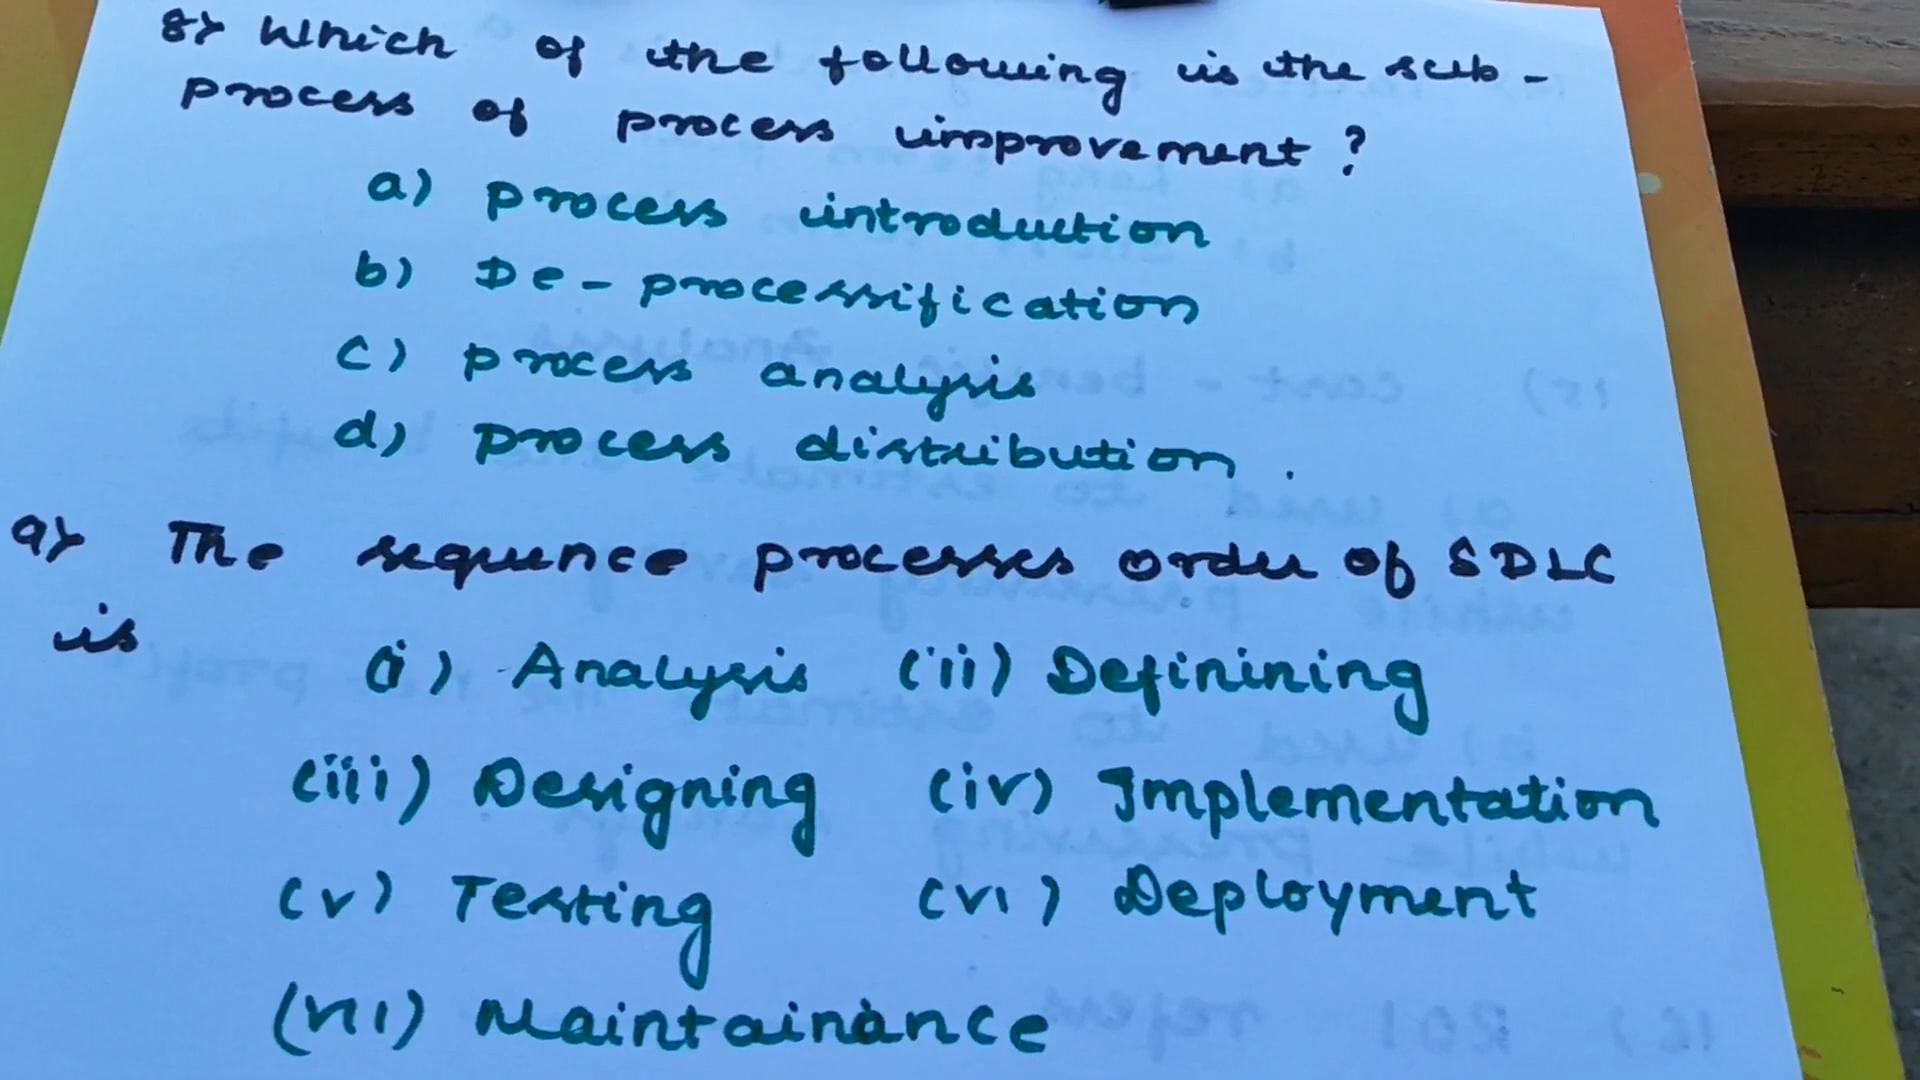 8) Which of the following is the sub-
process of process improvement?
a) process introduction
b) De-processification
c) process analysis
d) process distribution.
9) The sequence processes order of SDLC
is
(i) Analysis (ii) Definining
(iii) Designing (iv) Implementation
(v) Testing (vi) Deployment
(vii) Maintainance